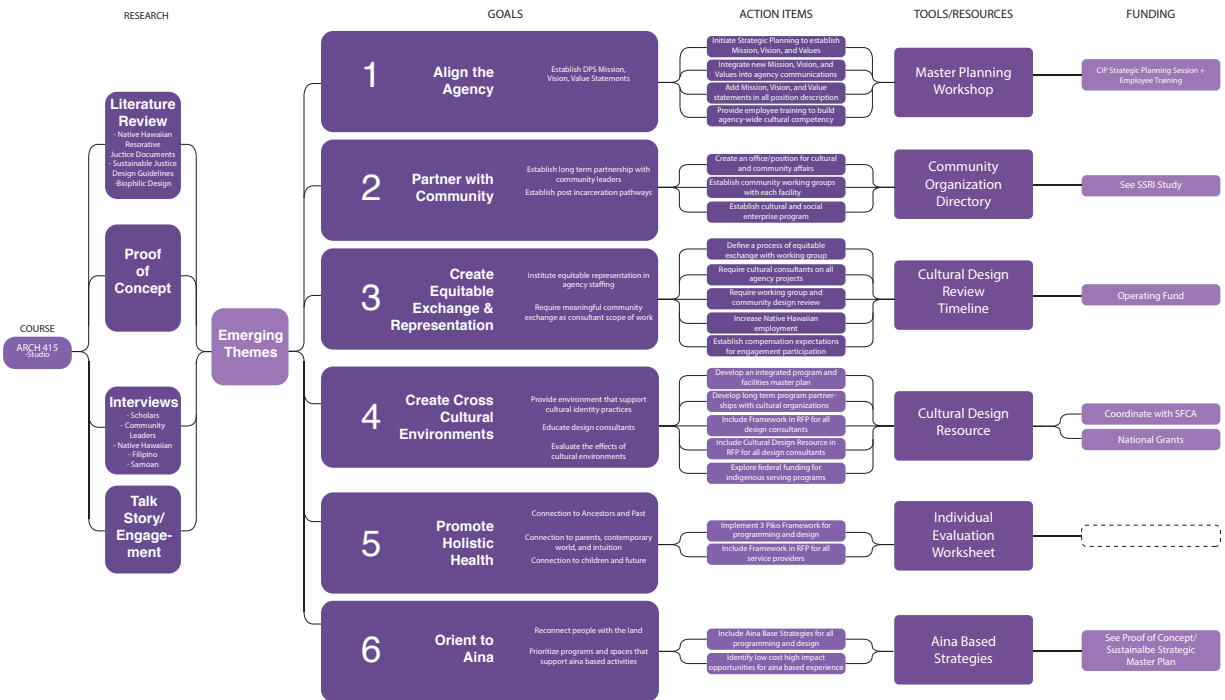 RESEARCH
GOALS
ACTION ITEMS
TOOLS/RESOURCES
FUNDING
COURSE
ARCH 415
-Studio
Literature
Review
- Native Hawaiian
Resorative
Juctice Documents
- Sustainable Justice
Design Guidelines
-Biophilic Design
Proof
of
Concept
Interviews
- Scholars
- Community
Leaders
- Native Hawaiian
- Filipino
- Samoan
Talk
Story/
Engage-
ment
Emerging
Themes
1
Align the
Agency
Establish DPS Mission,
Vision, Value Statements
Initiate Strategic Planning to establish
Mission, Vision, and Values
Integrate new Mission, Vision, and
Values into agency communications
Add Mission, Vision, and Value
statements in all position description
Provide employee training to build
agency-wide cultural competency
Master Planning
Workshop
CIP Strategic Planning Session +
Employee Training
2
Partner with
Community
Establish long term partnership with
community leaders
Establish post incarceration pathways
Create an office/position for cultural
and community affairs
Establish community working groups
with each facility
Establish cultural and social
enterprise program
Community
Organization
Directory
See SSRI Study
3
Create
Equitable
Exchange &
Representation
Institute equitable representation in
agency staffing
Require meaningful community
exchange as consultant scope of work
Define a process of equitable
exchange with working group
Require cultural consultants on all
agency projects
Require working group and
community design review
Increase Native Hawaiian
employment
Establish compensation expectations
for engagement participation
Cultural Design
Review
Timeline
Operating Fund
4
Create Cross
Cultural
Environments
Provide environment that support
cultural identity practices
Educate design consultants
Evaluate the effects of
cultural environments
Develop an integrated program and
facilities master plan
Develop long term program partner-
ships with cultural organizations
Include Framework in RFP for all
design consultants
Include Cultural Design Resource in
RFP for all design consultants
Explore federal funding for
indigenous serving programs
Cultural Design
Resource
Coordinate with SFCA
National Grants
5
Promote
Holistic
Health
Connection to Ancestors and Past
Connection to parents, contemporary
world, and intuition
Connection to children and future
Implement 3 Piko Framework for
programming and design
Include Framework in RFP for all
service providers
Individual
Evaluation
Worksheet
6
Orient to
Aina
Reconnect people with the land
Prioritize programs and spaces that
support aina based activities
Include Aina Base Strategies for all
programming and design
Identify low cost high impact
opportunities for aina based experience
Aina Based
Strategies
See Proof of Concept/
Sustainalbe Strategic
Master Plan